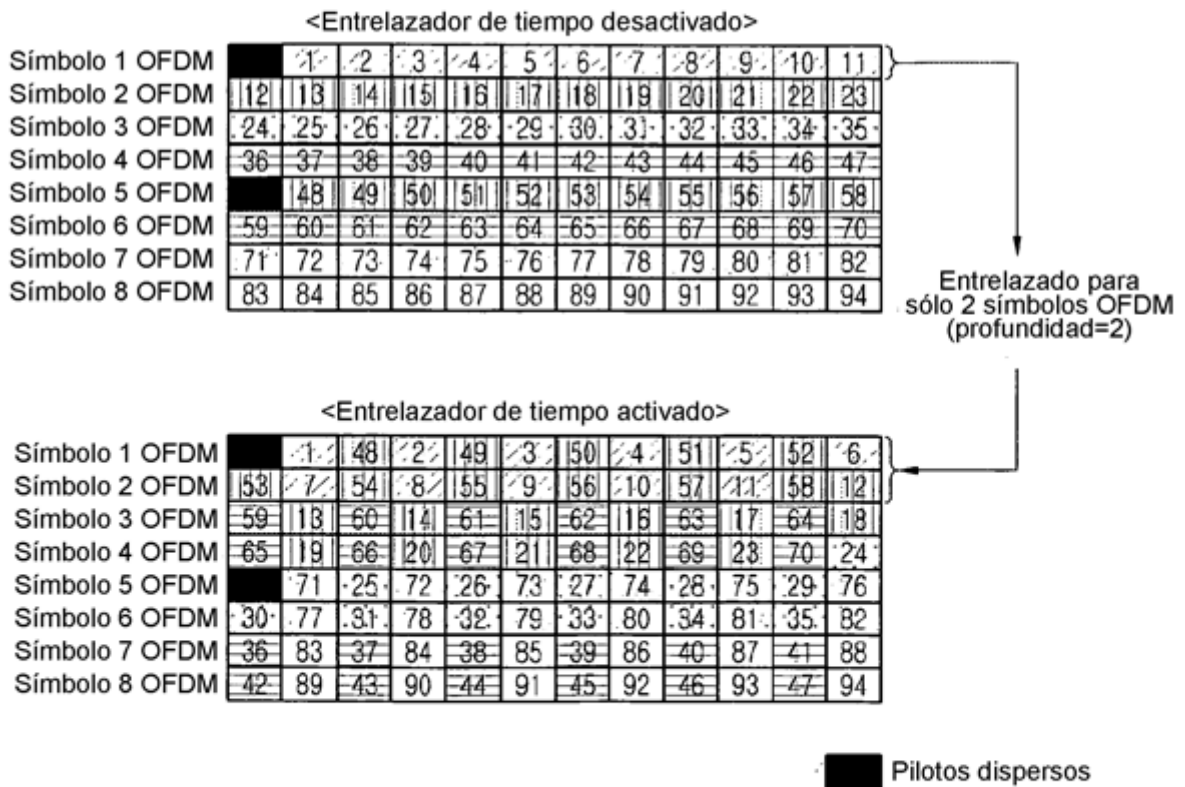 <Entrelazador de tiempo desactivado>
Símbolo 1 OFDM 1 2 3 4 5 6 7 8 9 10 11
Símbolo 2 OFDM 12 13 14 15 16 17 18 19 20 21 22 23
Símbolo 3 OFDM 24 25 26 27 28 29 30 31 32 33 34 35
Símbolo 4 OFDM 36 37 38 39 40 41 42 43 44 45 46 47
Símbolo 5 OFDM 48 49 50 51 52 53 54 55 56 57 58
Símbolo 6 OFDM 59 60 61 62 63 64 65 66 67 68 69 70
Símbolo 7 OFDM 71 72 73 74 75 76 77 78 79 80 81 82
Símbolo 8 OFDM 83 84 85 86 87 88 89 90 91 92 93 94
Entrelazado para
sólo 2 símbolos OFDM
(profundidad=2)
<Entrelazador de tiempo activado>
Símbolo 1 OFDM 1 48 2 49 3 50 4 51 5 52 6
Símbolo 2 OFDM 53 7 54 8 55 9 56 10 57 11 58 12
Símbolo 3 OFDM 59 13 60 14 61 15 62 16 63 17 64 18
Símbolo 4 OFDM 65 19 66 20 67 21 68 22 69 23 70 24
Símbolo 5 OFDM 71 25 72 26 73 27 74 28 75 29 76
Símbolo 6 OFDM 30 77 31 78 32 79 33 80 34 81 35 82
Símbolo 7 OFDM 36 83 37 84 38 85 39 86 40 87 41 88
Símbolo 8 OFDM 42 89 43 90 44 91 45 92 46 93 47 94
Pilotos dispersos